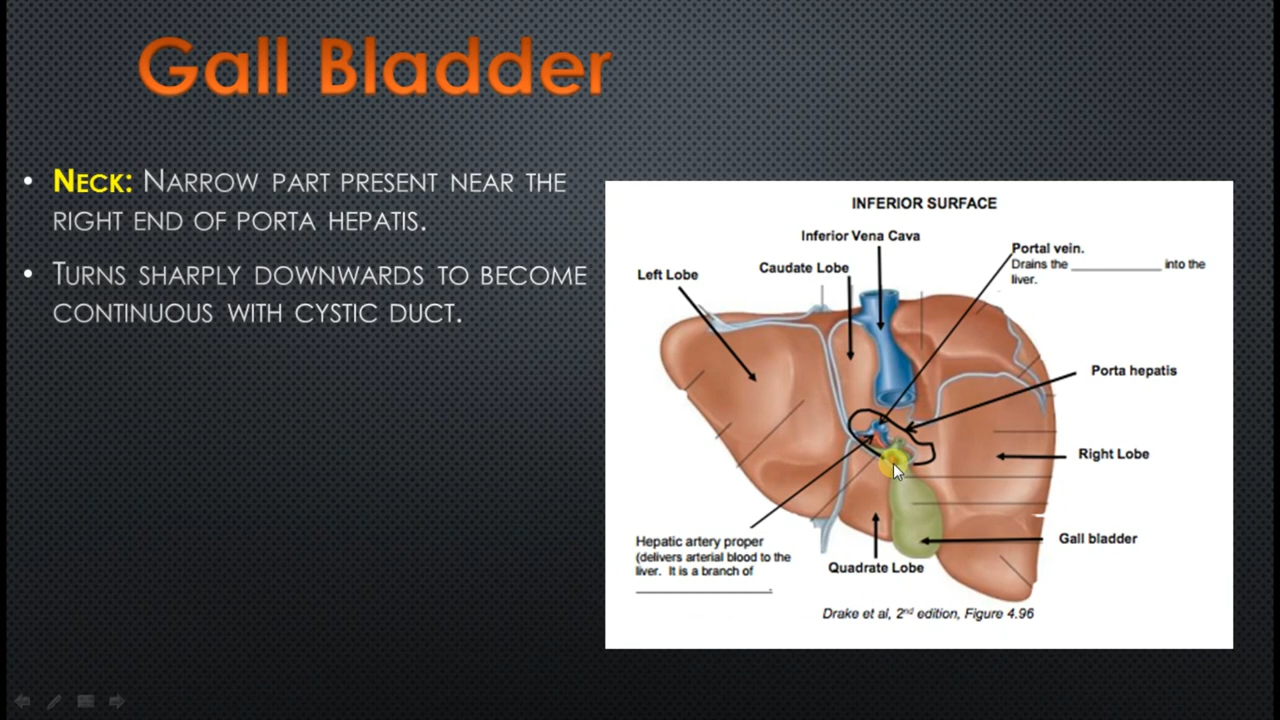 Gall Bladder
• Neck: Narrow part present near the
right end of porta hepatis.
• Turns sharply downwards to become
continuous with cystic duct.
INFERIOR SURFACE
Inferior Vena Cava
Portal vein.
Drains the ______________ into the
liver.
Caudate Lobe
Left Lobe
Porta hepatis
Right Lobe
Gall bladder
Hepatic artery proper
(delivers arterial blood to the
liver. It is a branch of
____________________.
Quadrate Lobe
Drake et al, 2nd edition, Figure 4.96